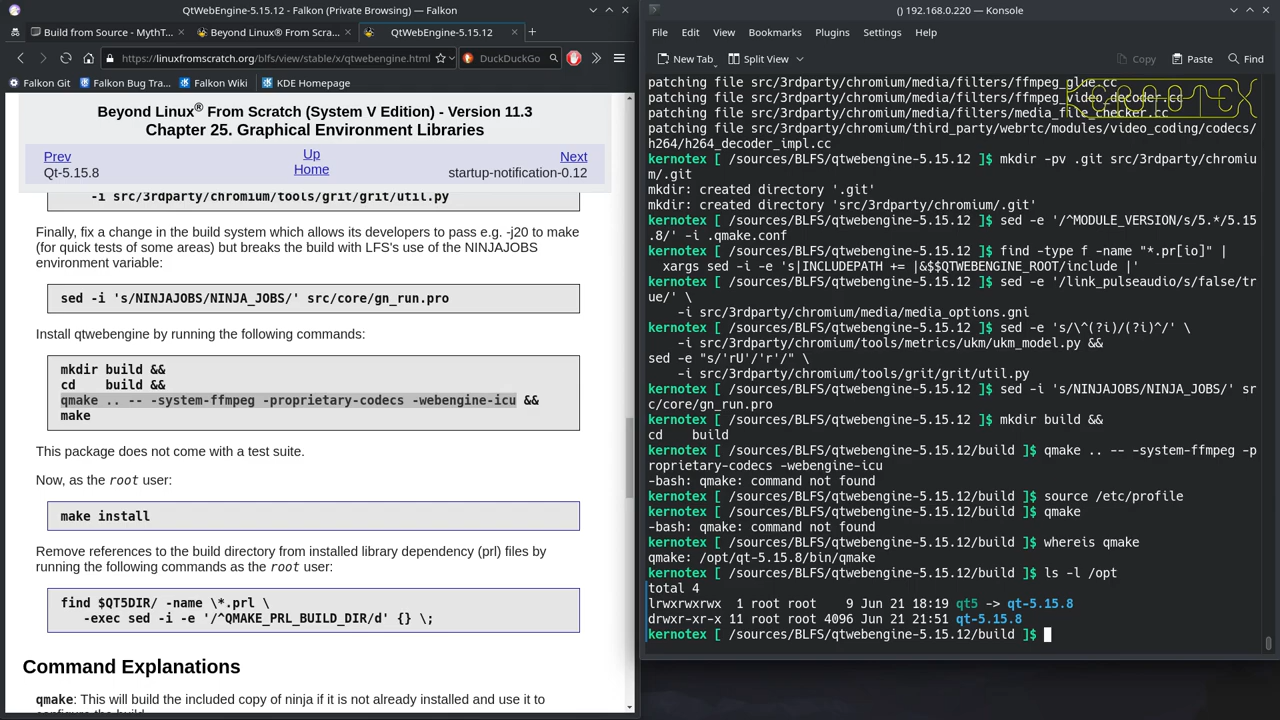 QtWebEngine-5.15.12 - Falkon (Private Browsing) — Falkon
Build from Source - MythT...
Beyond Linux® From Scra...
QtWebEngine-5.15.12
https://linuxfromscratch.org/blfs/view/stable/x/qtwebengine.html
DuckDuckGo
Falkon Git
Falkon Bug Tra...
Falkon Wiki
KDE Homepage
Beyond Linux® From Scratch (System V Edition) - Version 11.3
Chapter 25. Graphical Environment Libraries
Prev
Up
Next
Qt-5.15.8
Home
startup-notification-0.12
-i src/3rdparty/chromium/tools/grit/grit/util.py
Finally, fix a change in the build system which allows its developers to pass e.g. -j20 to make
(for quick tests of some areas) but breaks the build with LFS's use of the NINJAJOBS
environment variable:
sed -i 's/NINJAJOBS/NINJA_JOBS/' src/core/gn_run.pro
Install qtwebengine by running the following commands:
mkdir build &&
cd    build &&
qmake .. -- -system-ffmpeg -proprietary-codecs -webengine-icu &&
make
This package does not come with a test suite.
Now, as the root user:
make install
Remove references to the build directory from installed library dependency (prl) files by
running the following commands as the root user:
find $QT5DIR/ -name \*.prl \
-exec sed -i -e '/^QMAKE_PRL_BUILD_DIR/d' {} \;
Command Explanations
qmake: This will build the included copy of ninja if it is not already installed and use it to
configure the build.
() 192.168.0.220 — Konsole
File Edit View Bookmarks Plugins Settings Help
New Tab
Split View
Copy
Paste
Find
KERNOTEX
patching file src/3rdparty/chromium/media/filters/ffmpeg_glue.cc
patching file src/3rdparty/chromium/media/filters/ffmpeg_video_decoder.cc
patching file src/3rdparty/chromium/media/filters/media_file_checker.cc
patching file src/3rdparty/chromium/third_party/webrtc/modules/video_coding/codecs/
h264/h264_decoder_impl.cc
kernotex [ /sources/BLFS/qtwebengine-5.15.12 ]$ mkdir -pv .git src/3rdparty/chromiu
m/.git
mkdir: created directory '.git'
mkdir: created directory 'src/3rdparty/chromium/.git'
kernotex [ /sources/BLFS/qtwebengine-5.15.12 ]$ sed -e '/^MODULE_VERSION/s/5.*/5.15
.8/' -i .qmake.conf
kernotex [ /sources/BLFS/qtwebengine-5.15.12 ]$ find -type f -name "*.pr[io]" |
xargs sed -i -e 's|INCLUDEPATH += |&$$QTWEBENGINE_ROOT/include |'
kernotex [ /sources/BLFS/qtwebengine-5.15.12 ]$ sed -e '/link_pulseaudio/s/false/tr
ue/' \
-i src/3rdparty/chromium/media/media_options.gni
kernotex [ /sources/BLFS/qtwebengine-5.15.12 ]$ sed -e 's/\^(?i)/(?i)^/' \
-i src/3rdparty/chromium/tools/metrics/ukm/ukm_model.py &&
sed -e "s/'rU'/'r'/" \
-i src/3rdparty/chromium/tools/grit/grit/util.py
kernotex [ /sources/BLFS/qtwebengine-5.15.12 ]$ sed -i 's/NINJAJOBS/NINJA_JOBS/' sr
c/core/gn_run.pro
kernotex [ /sources/BLFS/qtwebengine-5.15.12 ]$ mkdir build &&
cd    build
kernotex [ /sources/BLFS/qtwebengine-5.15.12/build ]$ qmake .. -- -system-ffmpeg -p
roprietary-codecs -webengine-icu
-bash: qmake: command not found
kernotex [ /sources/BLFS/qtwebengine-5.15.12/build ]$ source /etc/profile
kernotex [ /sources/BLFS/qtwebengine-5.15.12/build ]$ qmake
-bash: qmake: command not found
kernotex [ /sources/BLFS/qtwebengine-5.15.12/build ]$ whereis qmake
qmake: /opt/qt-5.15.8/bin/qmake
kernotex [ /sources/BLFS/qtwebengine-5.15.12/build ]$ ls -l /opt
total 4
lrwxrwxrwx  1 root root    9 Jun 21 18:19 qt5 -> qt-5.15.8
drwxr-xr-x 11 root root 4096 Jun 21 21:51 qt-5.15.8
kernotex [ /sources/BLFS/qtwebengine-5.15.12/build ]$